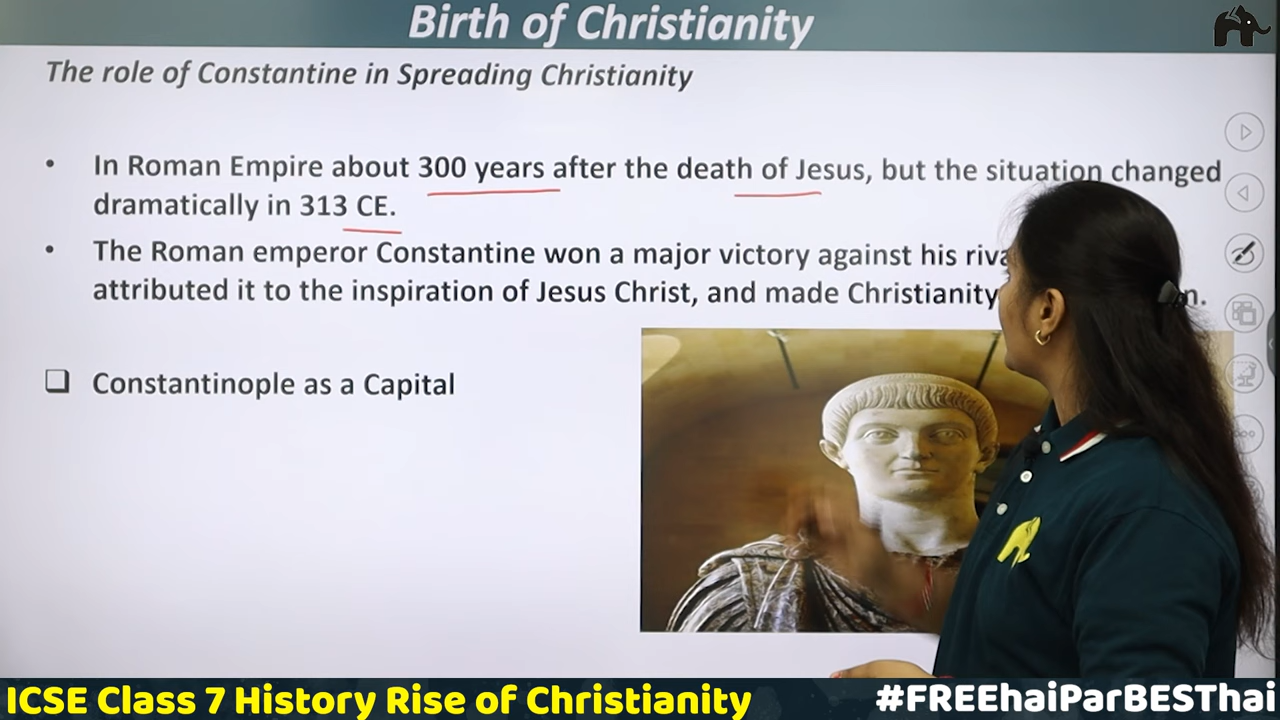 Birth of Christianity
The role of Constantine in Spreading Christianity
• In Roman Empire about 300 years after the death of Jesus, but the situation changed
dramatically in 313 CE.
• The Roman emperor Constantine won a major victory against his
attributed it to the inspiration of Jesus Christ, and made Christianity
❑ Constantinople as a Capital
ICSE Class 7 History Rise of Christianity
#FREEhaiParBESThai